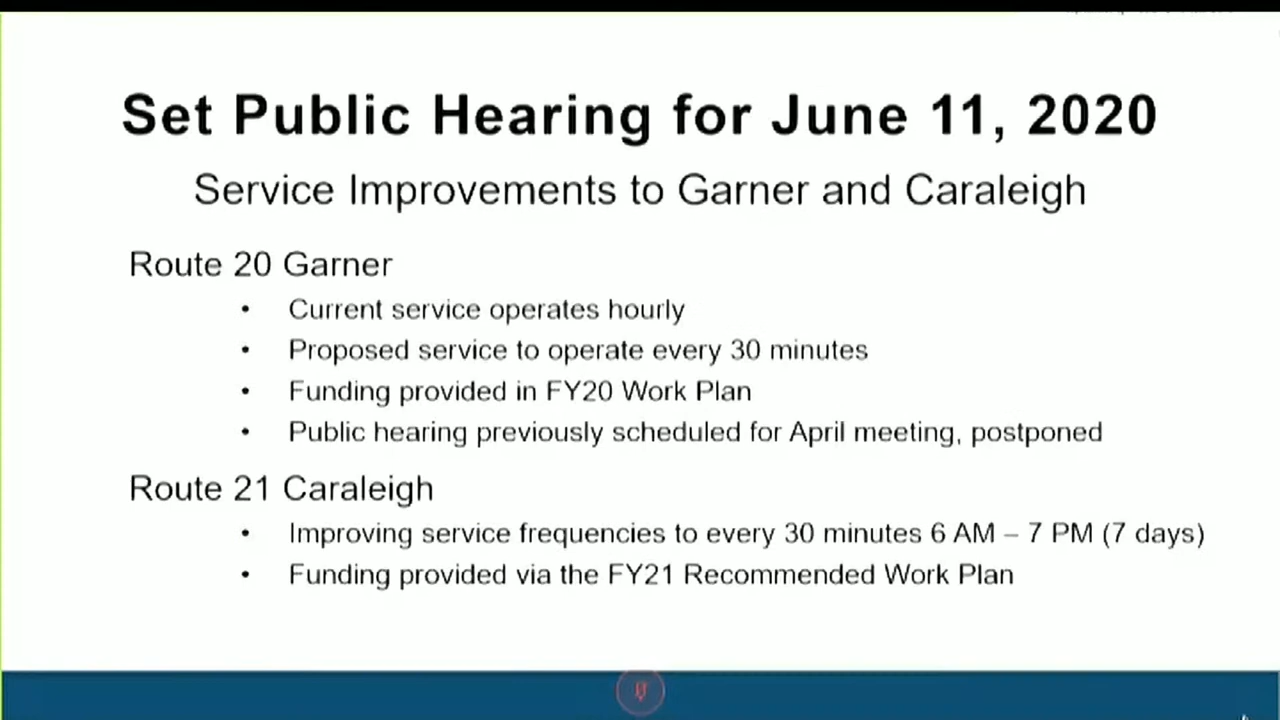 Set Public Hearing for June 11, 2020
Service Improvements to Garner and Caraleigh
Route 20 Garner
• Current service operates hourly
• Proposed service to operate every 30 minutes
• Funding provided in FY20 Work Plan
• Public hearing previously scheduled for April meeting, postponed
Route 21 Caraleigh
• Improving service frequencies to every 30 minutes 6 AM – 7 PM (7 days)
• Funding provided via the FY21 Recommended Work Plan